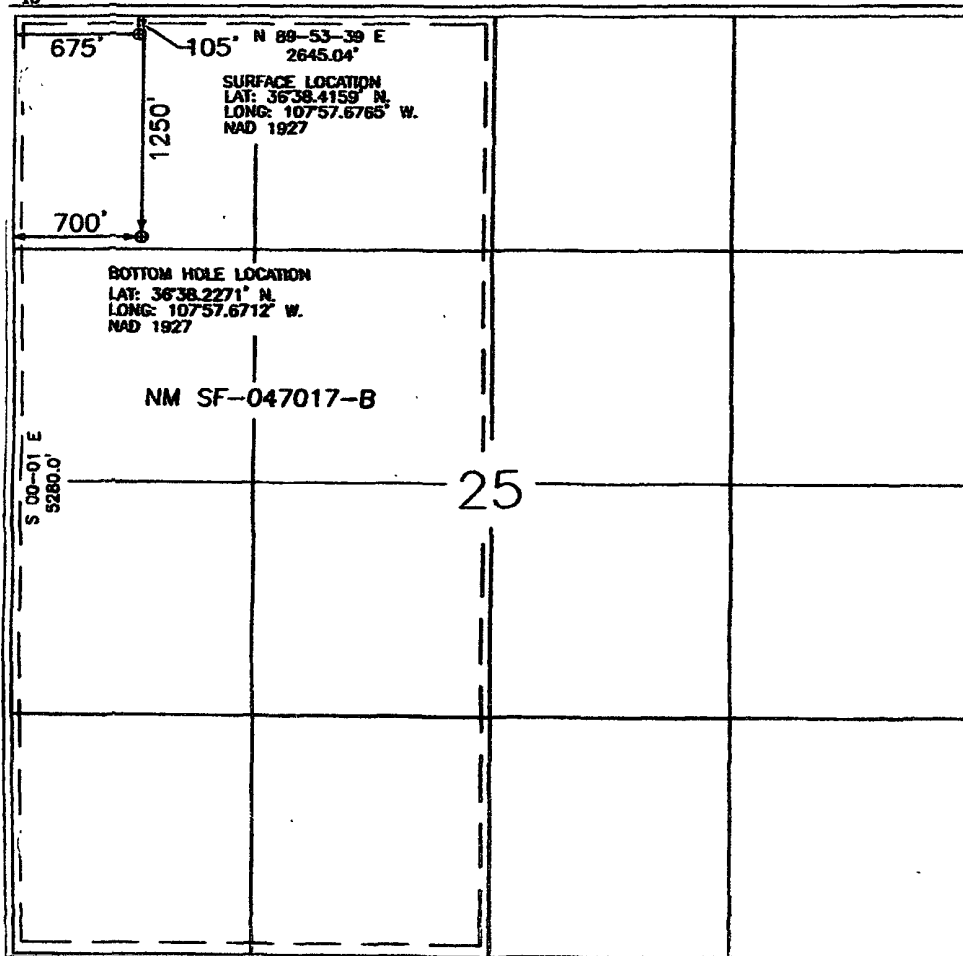 675'
105'
N 89-53-39 E
2645.04'
SURFACE LOCATION
LAT: 36°38.4159' N.
LONG: 107°57.6765' W.
NAD 1927
1250'
700'
BOTTOM HOLE LOCATION
LAT: 36°38.2271' N.
LONG: 107°57.6712' W.
NAD 1927
NM SF-047017-B
S 00-01 E
5280.0'
25